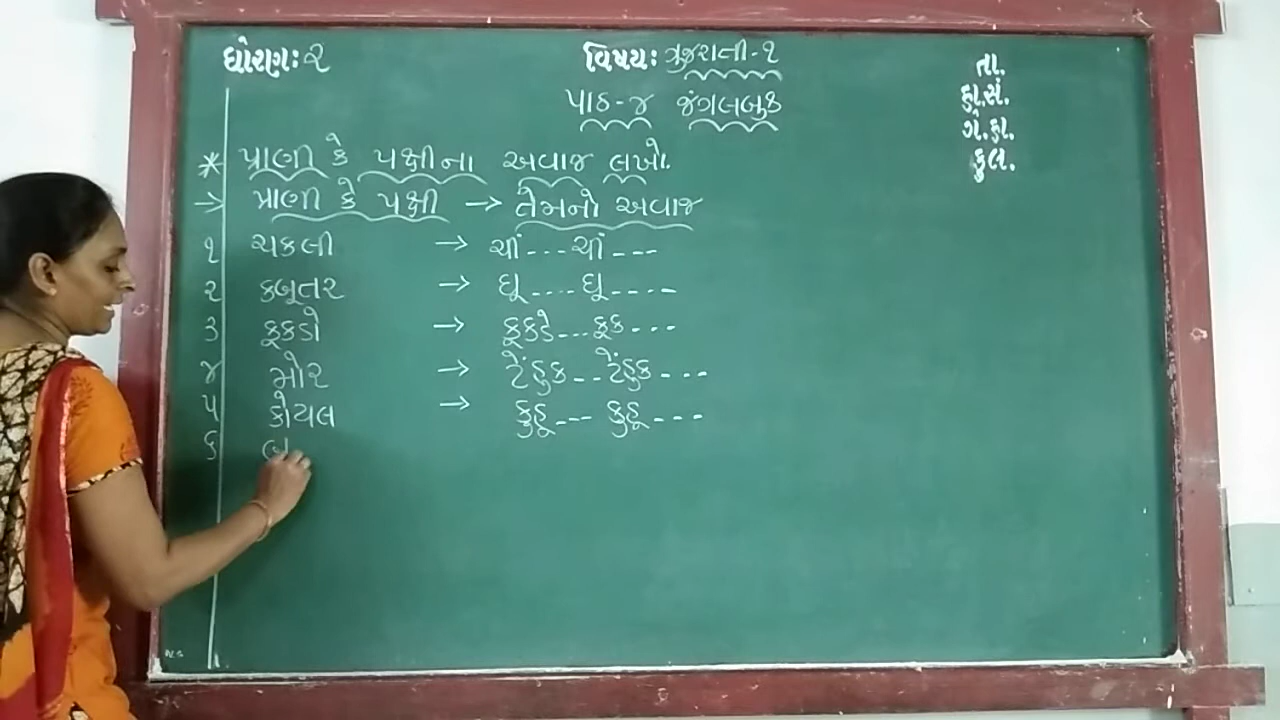 ધોરણઃ ૨
વિષયઃ ગુજરાતી - ૧
પાઠ - ૪ જંગલબુક
તા.
હા.સં.
ગે.હા.
કુલ.
* પ્રાણી કે પક્ષીના અવાજ લખો.
→ પ્રાણી કે પક્ષી → તેમનો અવાજ
૧ ચકલી → ચીં --- ચીં ---
૨ કબૂતર → ઘૂ ---- ઘૂ ----
૩ કૂકડો → કૂકડે --- કૂક ---
૪ મોર → ટેંહુક -- ટેંહુક ---
૫ કોયલ → કુહૂ --- કુહૂ ---
૬ બ